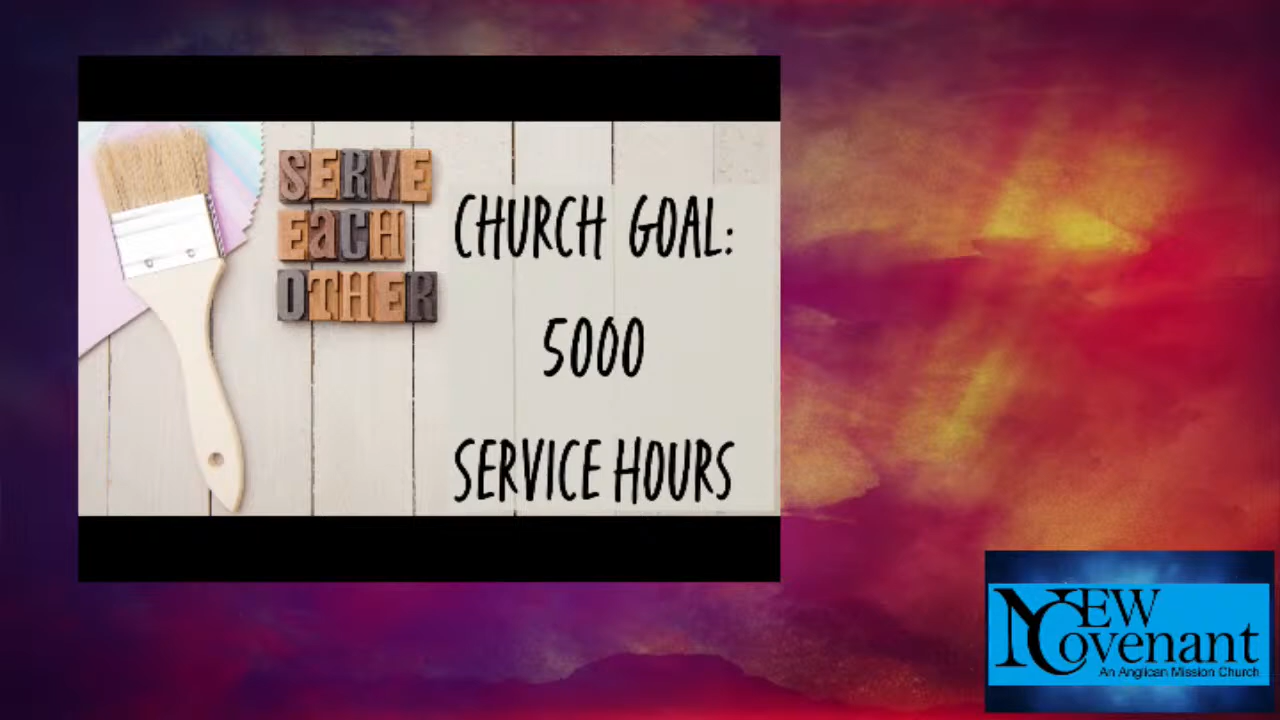 SERVE
EaCH
OTHER
CHURCH GOAL:
5000
SERVICE HOURS
NEW
Covenant
An Anglican Mission Church